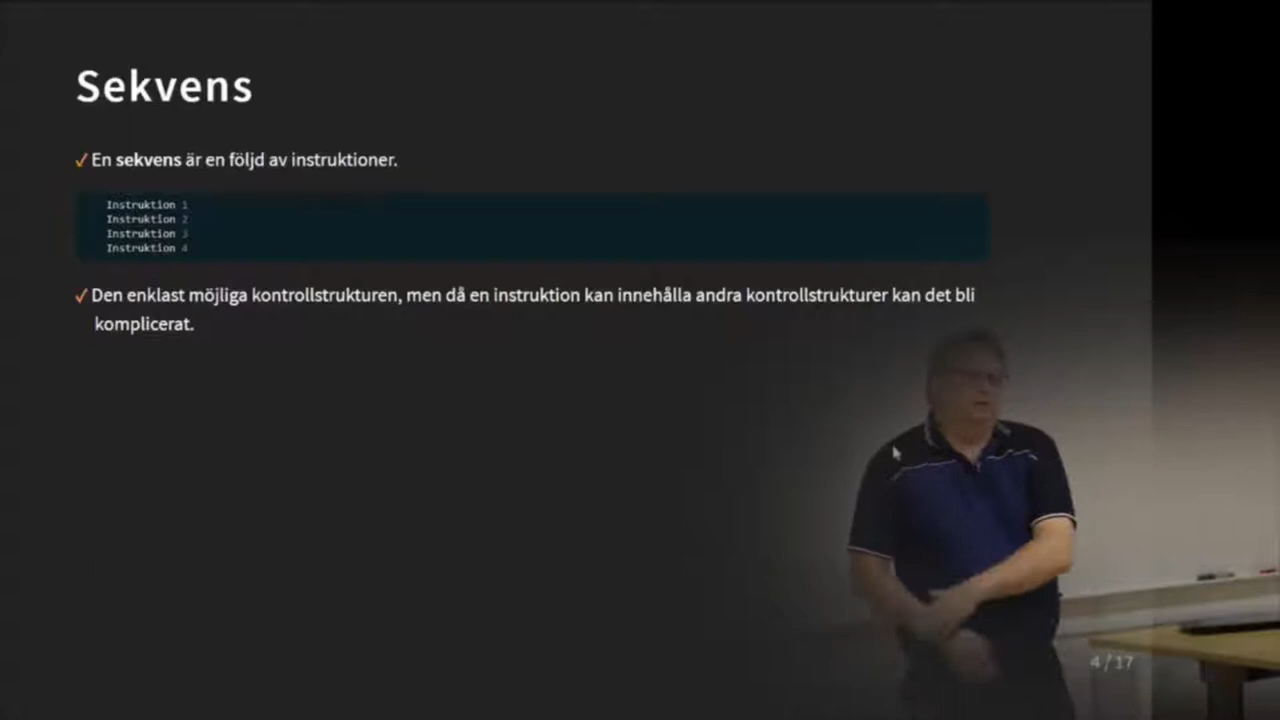 Sekvens
✓ En sekvens är en följd av instruktioner.
Instruktion 1
Instruktion 2
Instruktion 3
Instruktion 4
✓ Den enklast möjliga kontrollstrukturen, men då en instruktion kan innehålla andra kontrollstrukturer kan det bli
komplicerat.
4 / 17